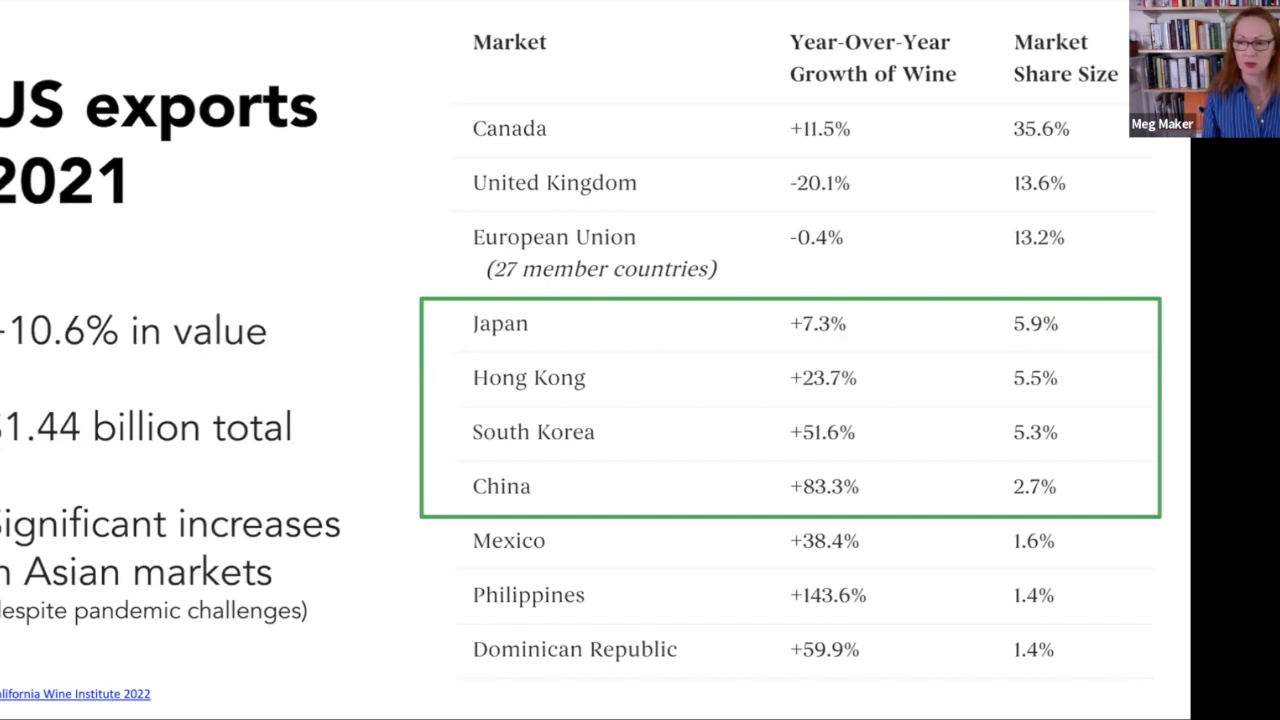 US exports
2021
+10.6% in value
$1.44 billion total
Significant increases
in Asian markets
(despite pandemic challenges)
California Wine Institute 2022
Market Year-Over-Year Growth of Wine Market Share Size
Canada +11.5% 35.6%
United Kingdom -20.1% 13.6%
European Union -0.4% 13.2%
(27 member countries)
Japan +7.3% 5.9%
Hong Kong +23.7% 5.5%
South Korea +51.6% 5.3%
China +83.3% 2.7%
Mexico +38.4% 1.6%
Philippines +143.6% 1.4%
Dominican Republic +59.9% 1.4%
Meg Maker